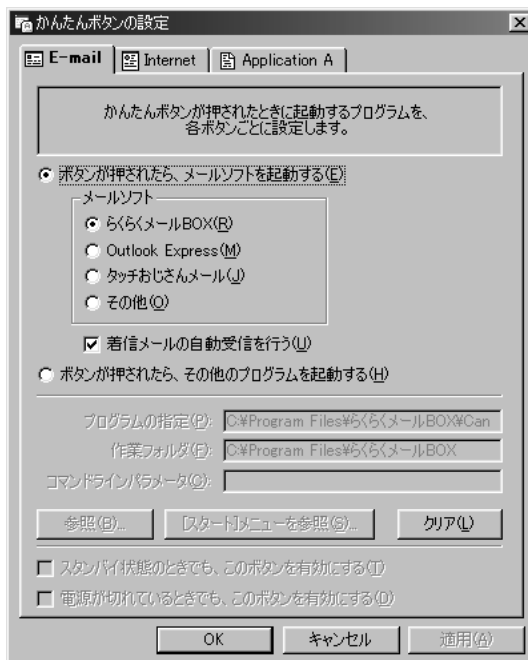 かんたんボタンの設定
E-mail
Internet
Application A
かんたんボタンが押されたときに起動するプログラムを、
各ボタンごとに設定します。
ボタンが押されたら、メールソフトを起動する(E)
メールソフト
らくらくメールBOX(R)
Outlook Express(M)
タッチおじさんメール(J)
その他(O)
着信メールの自動受信を行う(U)
ボタンが押されたら、その他のプログラムを起動する(H)
プログラムの指定(P):
C:¥Program Files¥らくらくメールBOX¥Can
作業フォルダ(F):
C:¥Program Files¥らくらくメールBOX
コマンドラインパラメータ(C):
参照(B)...
[スタート]メニューを参照(S)...
クリア(L)
スタンバイ状態のときでも、このボタンを有効にする(T)
電源が切れているときでも、このボタンを有効にする(D)
OK
キャンセル
適用(A)